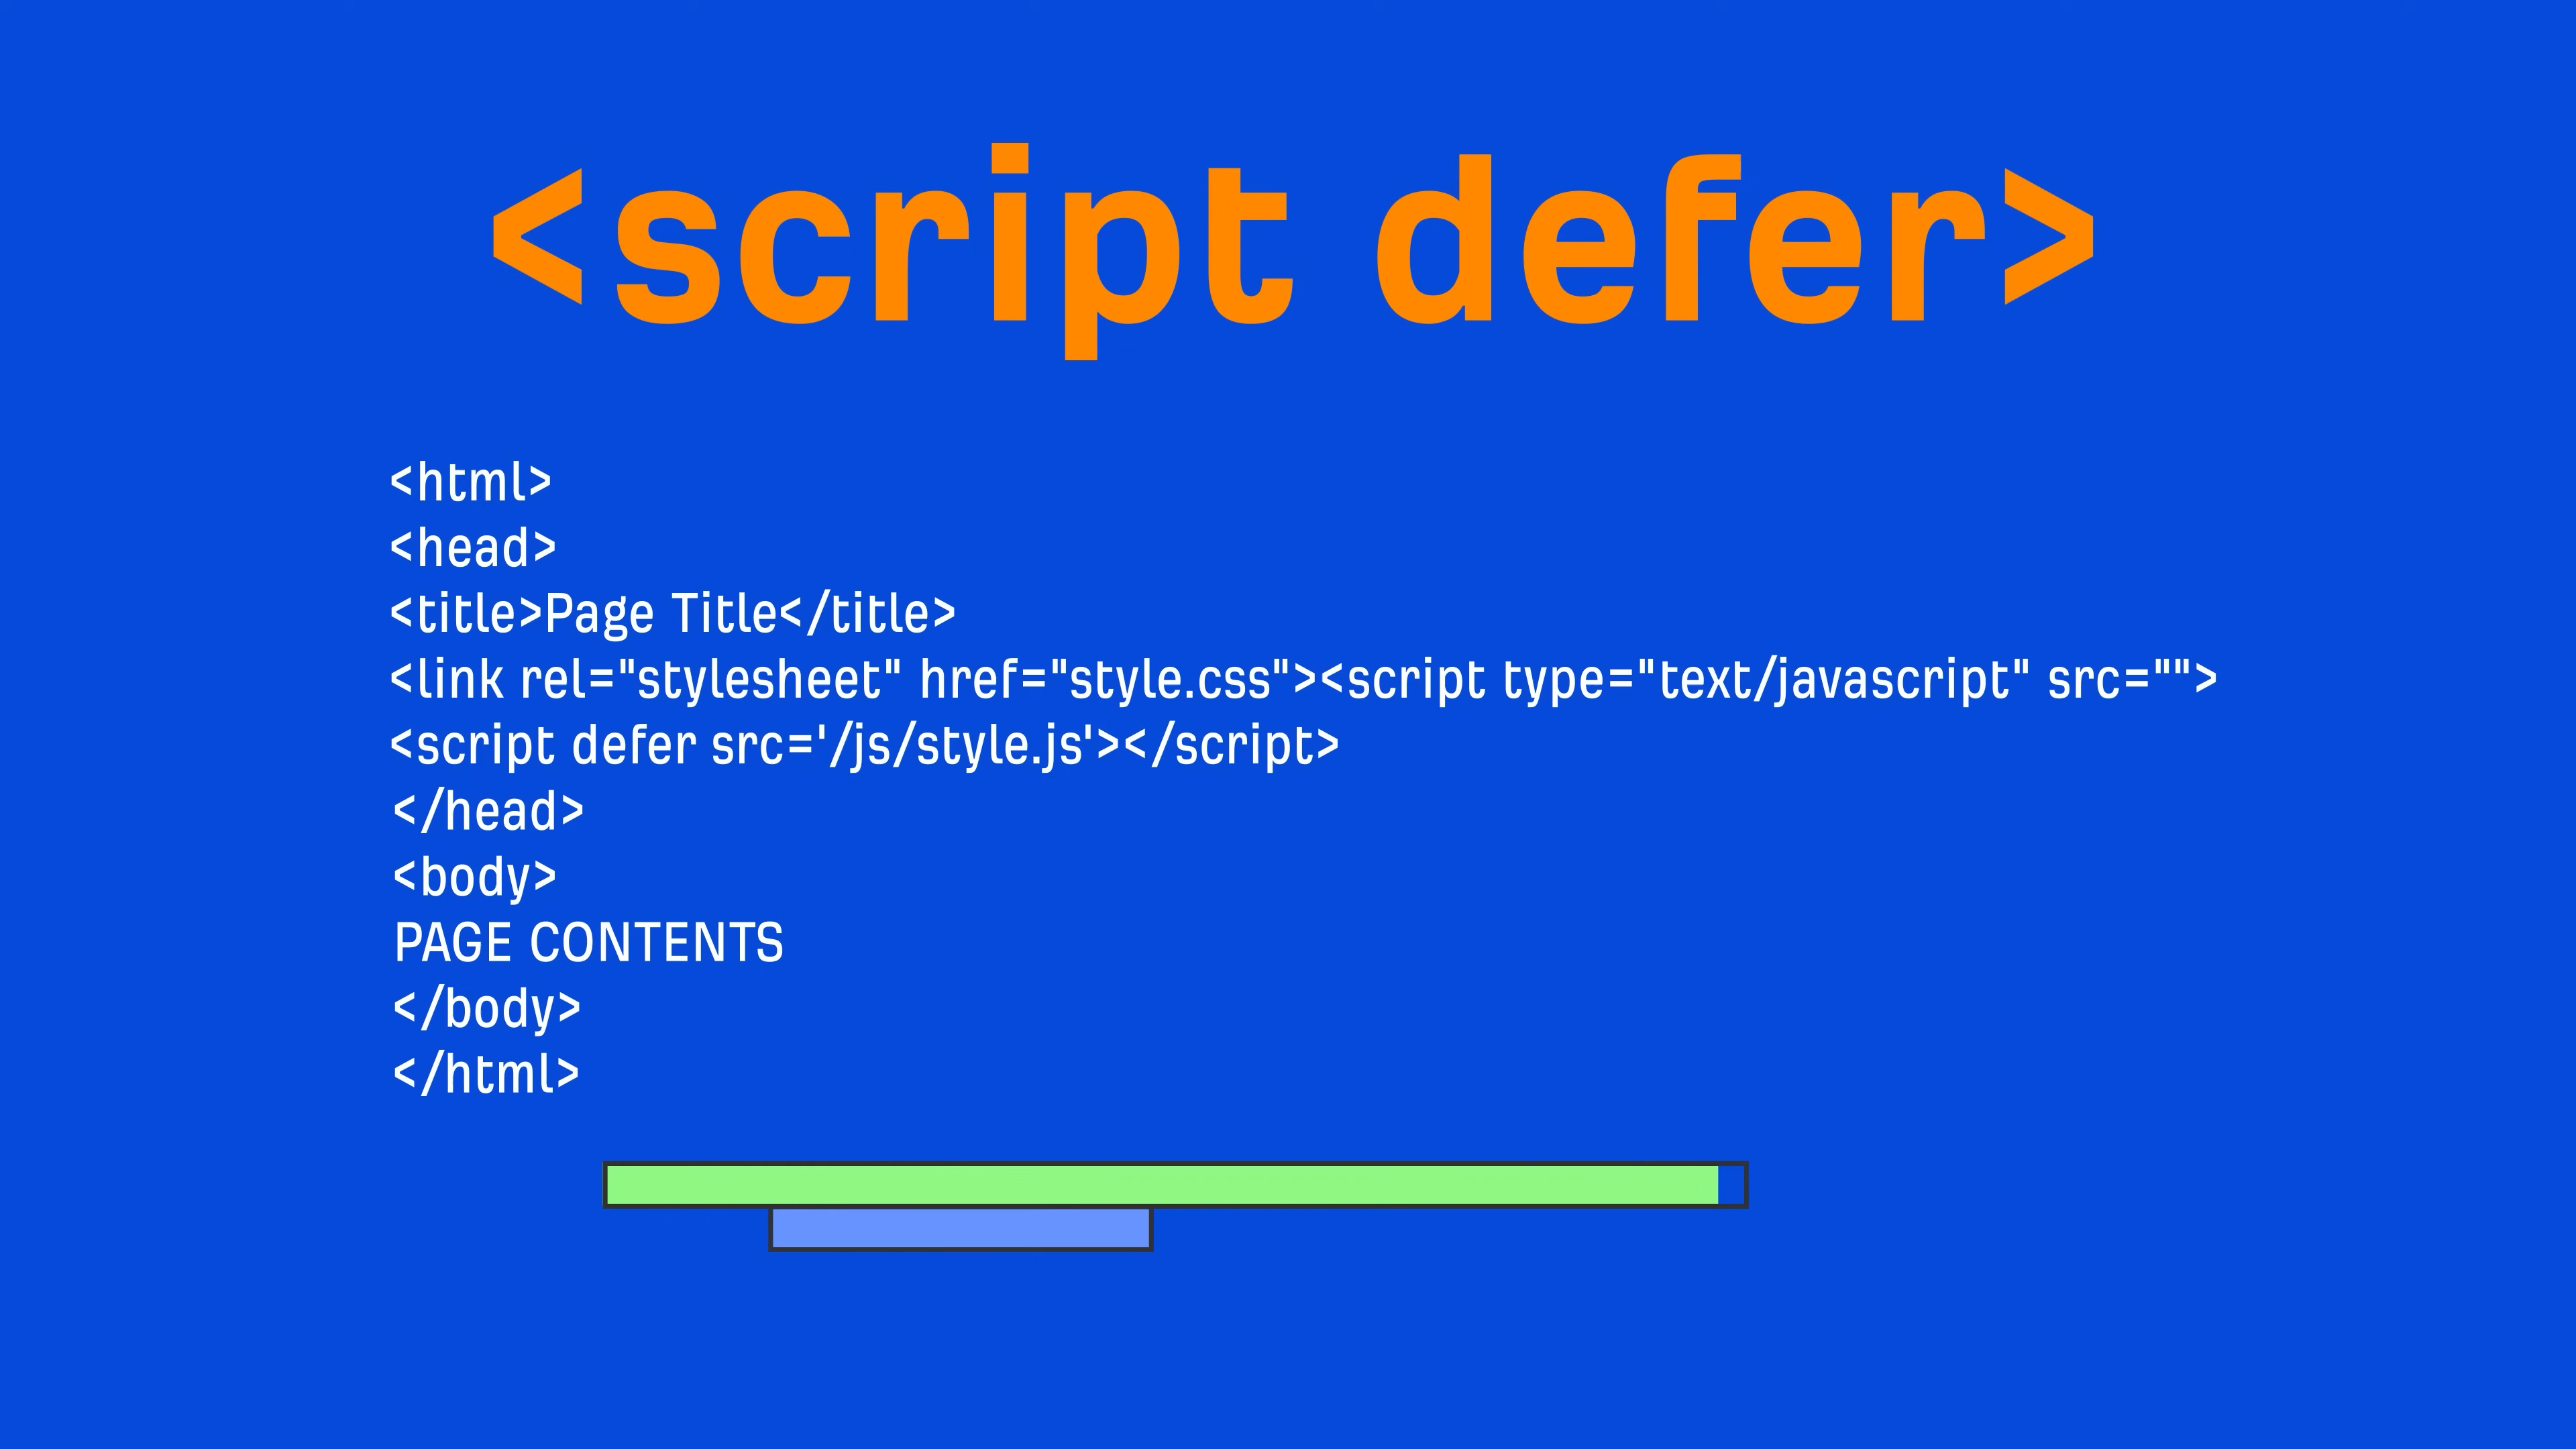 <script defer>
<html>
<head>
<title>Page Title</title>
<link rel="stylesheet" href="style.css"><script type="text/javascript" src="">
<script defer src='/js/style.js'></script>
</head>
<body>
PAGE CONTENTS
</body>
</html>